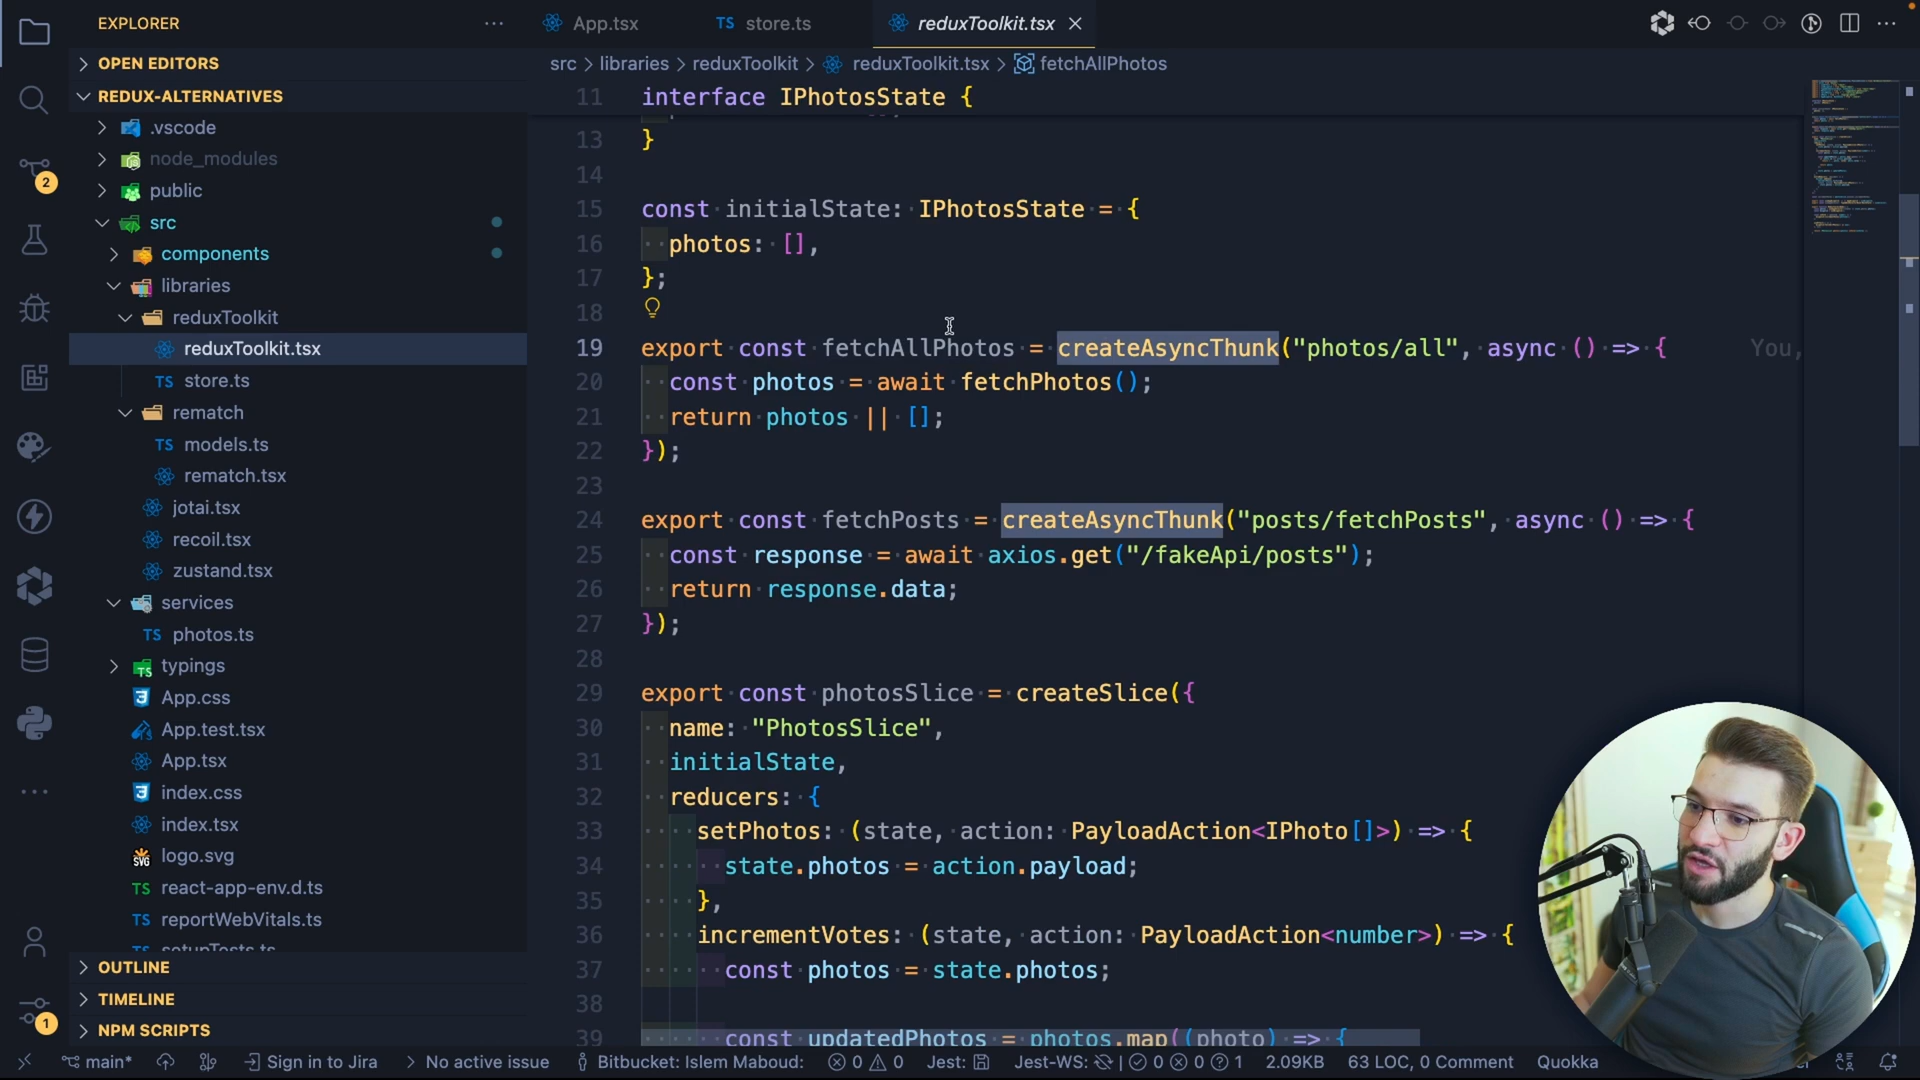 EXPLORER
App.tsx
TS store.ts
reduxToolkit.tsx
OPEN EDITORS
src > libraries > reduxToolkit > reduxToolkit.tsx > fetchAllPhotos
REDUX-ALTERNATIVES
.vscode
node_modules
public
src
components
libraries
reduxToolkit
reduxToolkit.tsx
TS store.ts
rematch
TS models.ts
rematch.tsx
jotai.tsx
recoil.tsx
zustand.tsx
services
TS photos.ts
typings
App.css
App.test.tsx
App.tsx
index.css
index.tsx
SVG logo.svg
TS react-app-env.d.ts
TS reportWebVitals.ts
TS setupTests.ts
OUTLINE
TIMELINE
NPM SCRIPTS
2
1
11 interface IPhotosState {
13 }
14
15 const initialState: IPhotosState = {
16 photos: [],
17 };
18
19 export const fetchAllPhotos = createAsyncThunk("photos/all", async () => { You,
20 const photos = await fetchPhotos();
21 return photos || [];
22 });
23
24 export const fetchPosts = createAsyncThunk("posts/fetchPosts", async () => {
25 const response = await axios.get("/fakeApi/posts");
26 return response.data;
27 });
28
29 export const photosSlice = createSlice({
30 name: "PhotosSlice",
31 initialState,
32 reducers: {
33 setPhotos: (state, action: PayloadAction<IPhoto[]>) => {
34 state.photos = action.payload;
35 },
36 incrementVotes: (state, action: PayloadAction<number>) => {
37 const photos = state.photos;
38
39 const updatedPhotos = photos.map((photo) => {
main* Sign in to Jira > No active issue Bitbucket: Islem Maboud: 0 0 Jest: Jest-WS: | 0 0 1 2.09KB 63 LOC, 0 Comment Quokka